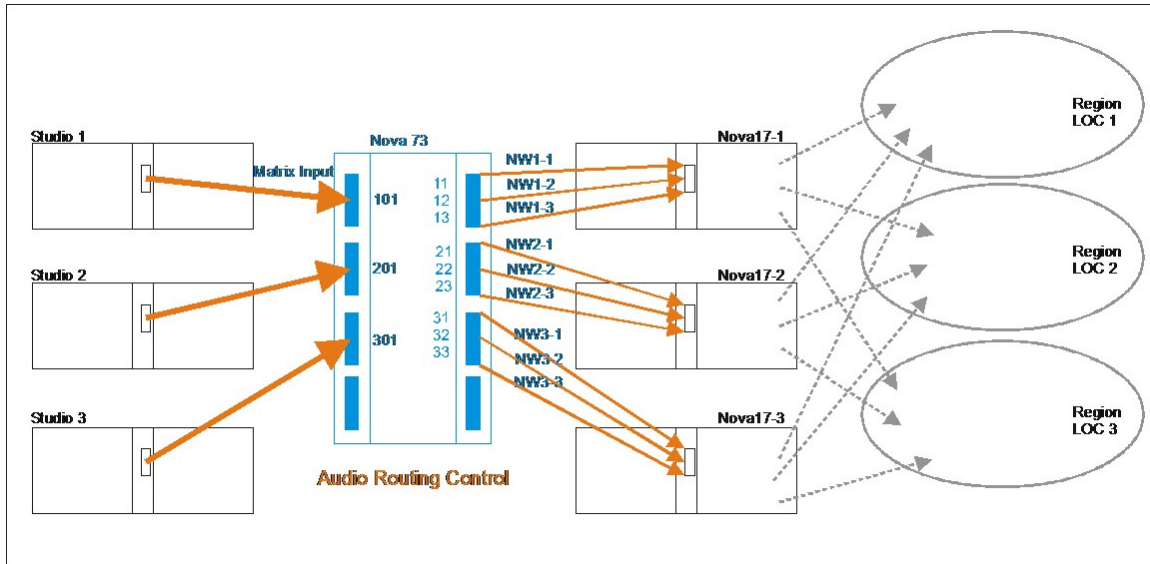 Studio 1
Nova 73
Matrix Input
101
201
301
11
12
13
21
22
23
31
32
33
Audio Routing Control
Studio 2
Studio 3
NW1-1
NW1-2
NW1-3
NW2-1
NW2-2
NW2-3
NW3-1
NW3-2
NW3-3
Nova17-1
Nova17-2
Nova17-3
Region
LOC 1
Region
LOC 2
Region
LOC 3